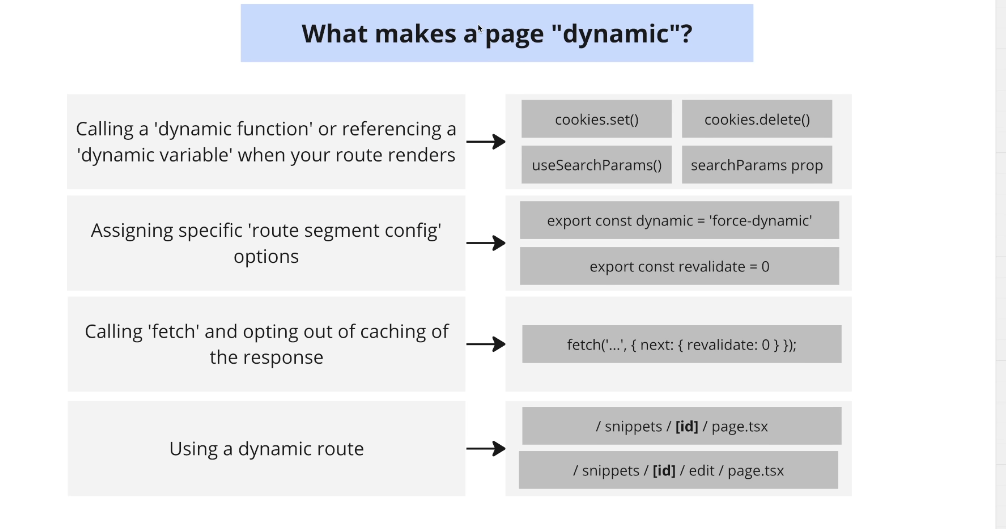 What makes a page "dynamic"?
Calling a 'dynamic function' or referencing a
'dynamic variable' when your route renders
cookies.set()
cookies.delete()
useSearchParams()
searchParams prop
Assigning specific 'route segment config'
options
export const dynamic = 'force-dynamic'
export const revalidate = 0
Calling 'fetch' and opting out of caching of
the response
fetch('...', { next: { revalidate: 0 } });
Using a dynamic route
/ snippets / [id] / page.tsx
/ snippets / [id] / edit / page.tsx